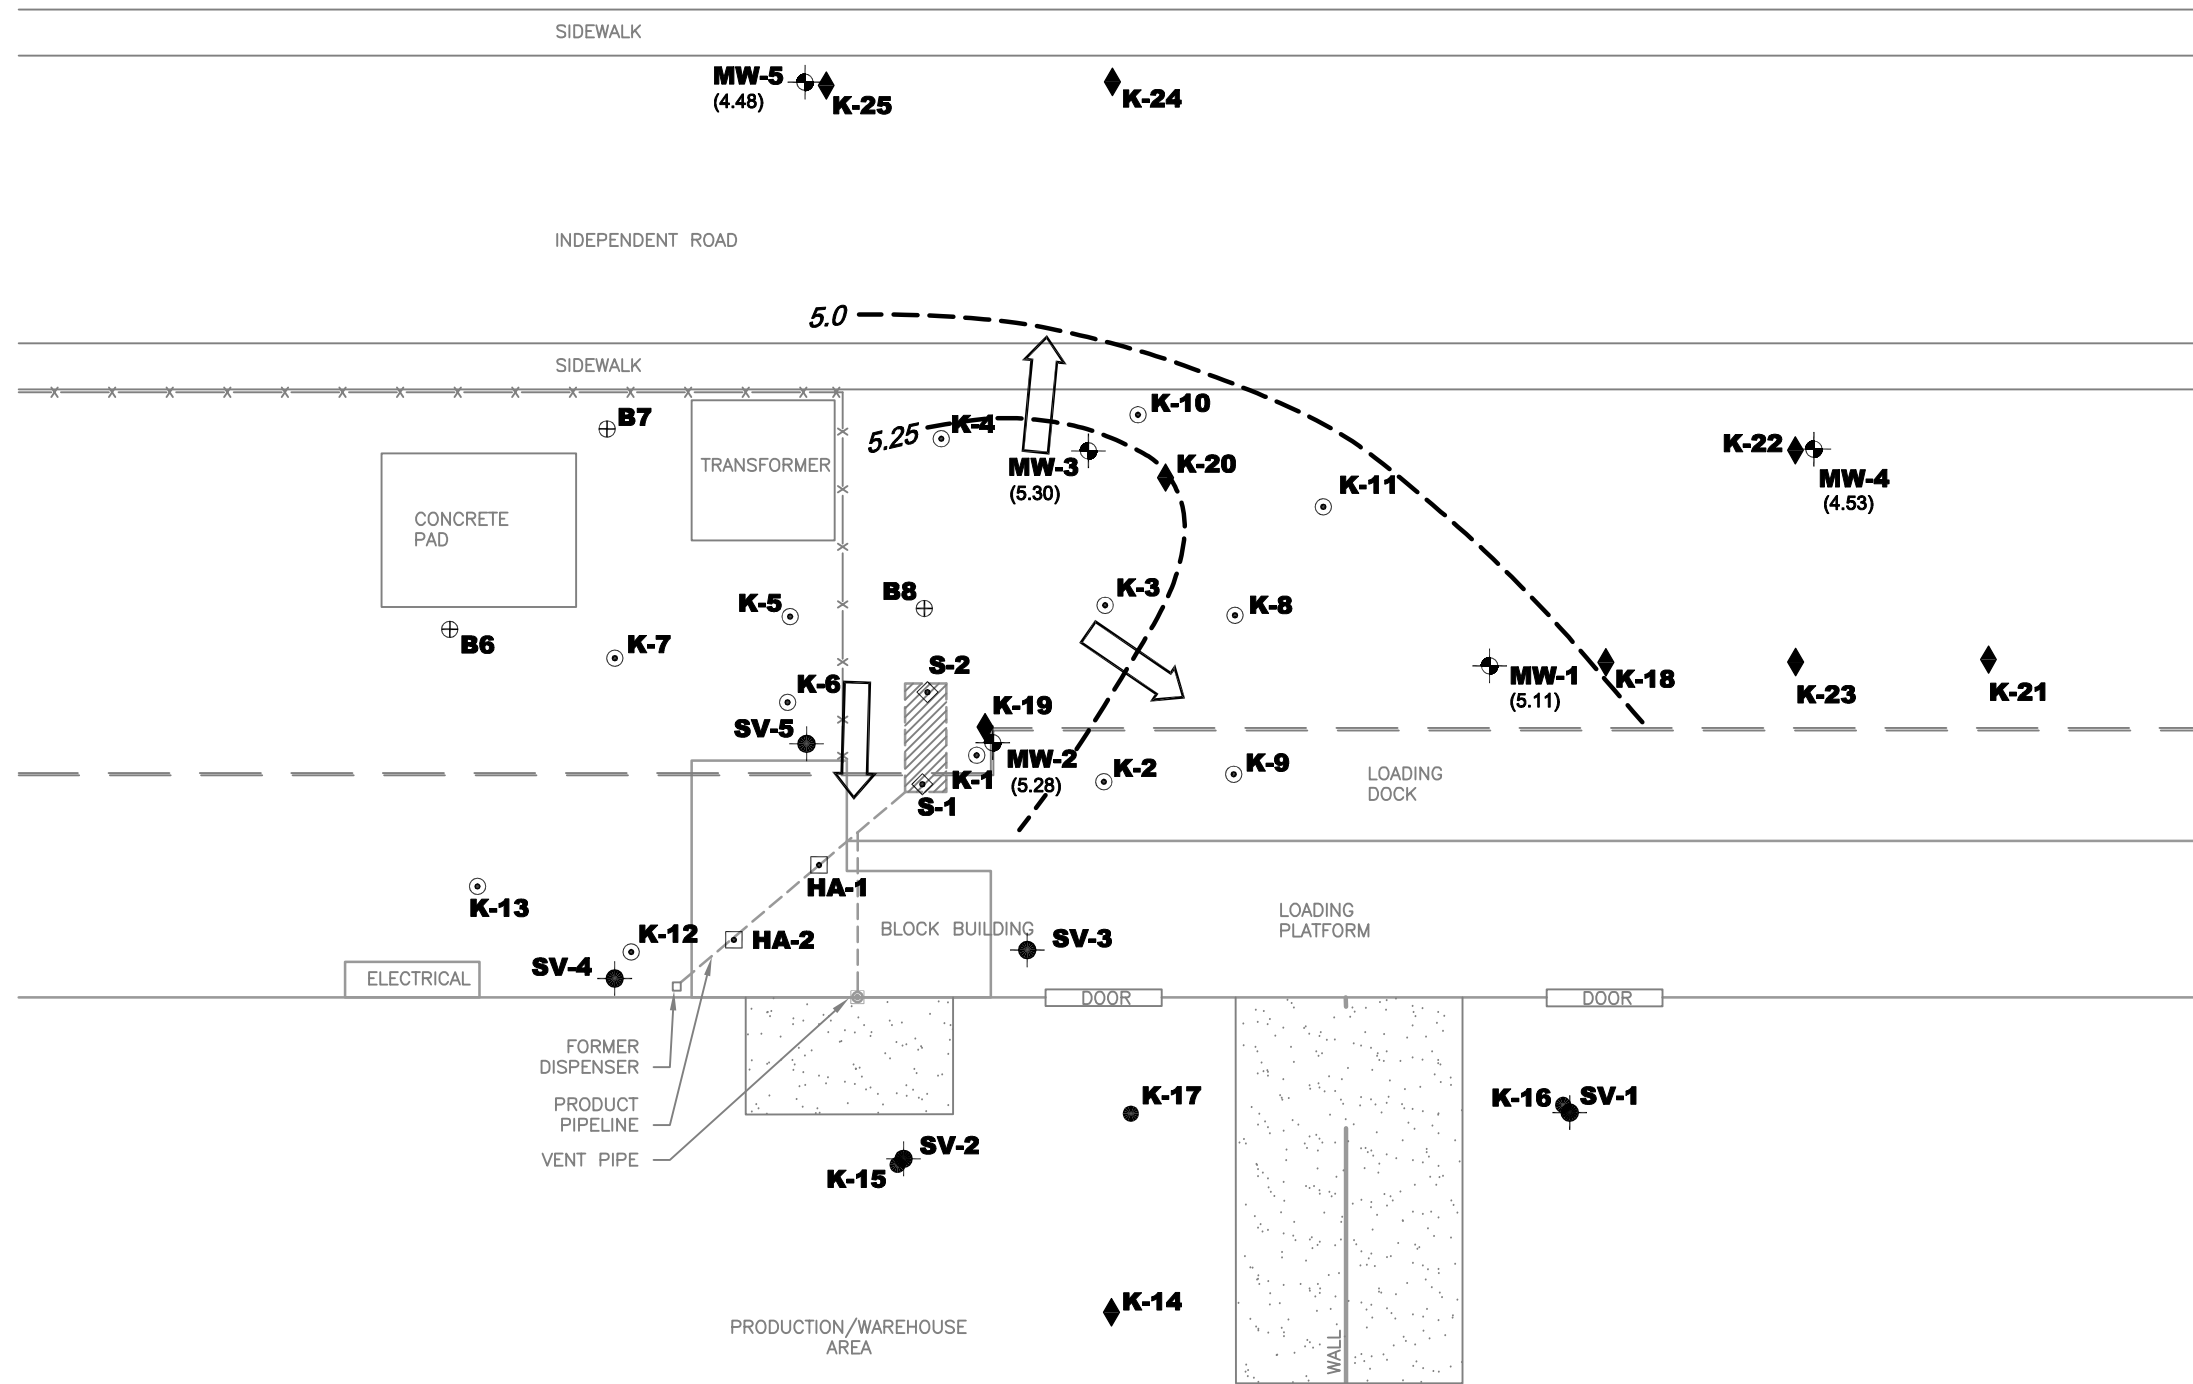 SIDEWALK
MW-5
(4.48)
K-25
K-24
INDEPENDENT ROAD
5.0
SIDEWALK
B7
K-4
K-10
5.25
TRANSFORMER
MW-3
(5.30)
K-20
K-11
K-22
MW-4
(4.53)
CONCRETE
PAD
K-5
B8
K-3
K-8
B6
K-7
S-2
K-6
MW-1
(5.11)
K-18
K-23
K-21
K-19
SV-5
MW-2
(5.28)
K-1
K-2
K-9
S-1
LOADING
DOCK
HA-1
K-13
K-12
HA-2
BLOCK BUILDING
SV-3
LOADING
PLATFORM
SV-4
ELECTRICAL
DOOR
DOOR
FORMER
DISPENSER
PRODUCT
PIPELINE
VENT PIPE
K-17
K-16
SV-1
SV-2
K-15
K-14
PRODUCTION/WAREHOUSE
AREA
WALL